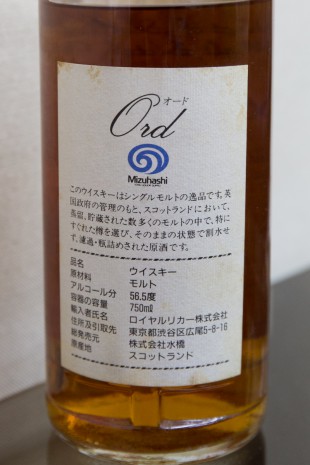 オード
Ord
Mizuhashi
このウイスキーはシングルモルトの逸品です。英
国政府の管理のもと、スコットランドにおいて、
蒸留、貯蔵された数多くのモルトの中で、特に
すぐれた樽を選び、そのままの状態で割水せ
ず、濾過・瓶詰めされた原酒です。
品名 ウイスキー
原材料 モルト
アルコール分 56.5度
容器の容量 750㎖
輸入者氏名 ロイヤルリカー株式会社
住所及引取先 東京都渋谷区広尾5-8-16
総発売元 株式会社水橋
原産地 スコットランド